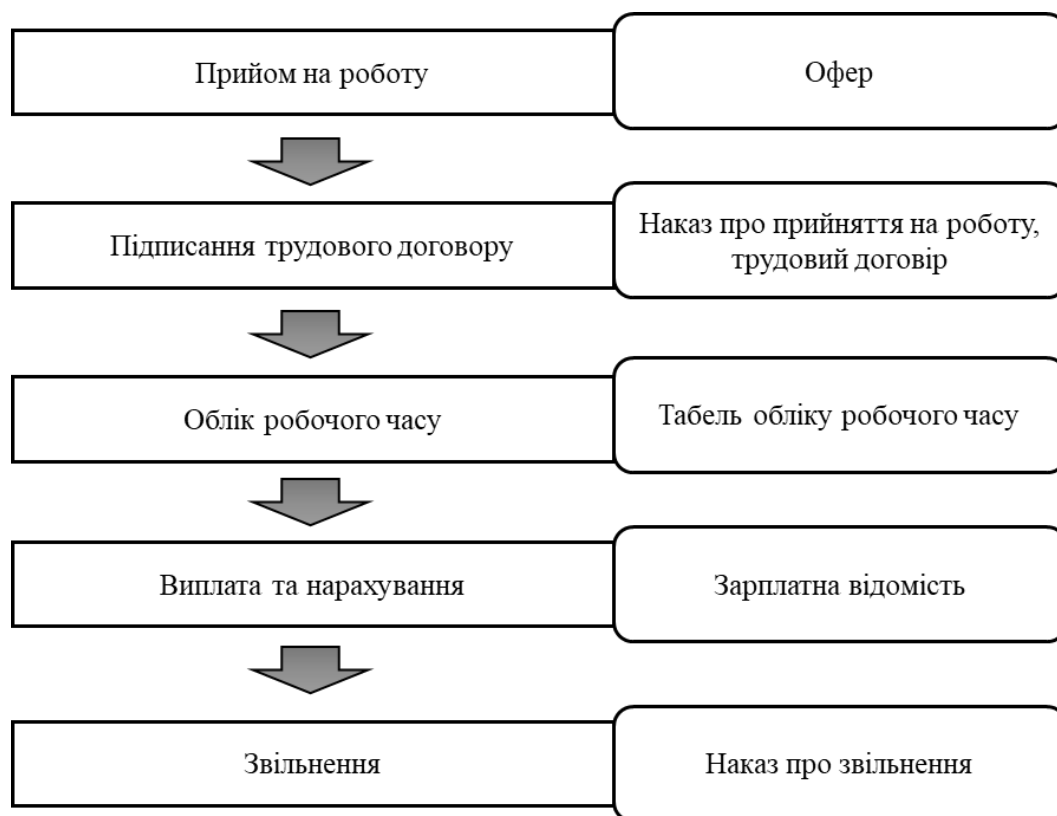 Прийом на роботу
Офер
Підписання трудового договору
Наказ про прийняття на роботу,
трудовий договір
Облік робочого часу
Табель обліку робочого часу
Виплата та нарахування
Зарплатна відомість
Звільнення
Наказ про звільнення